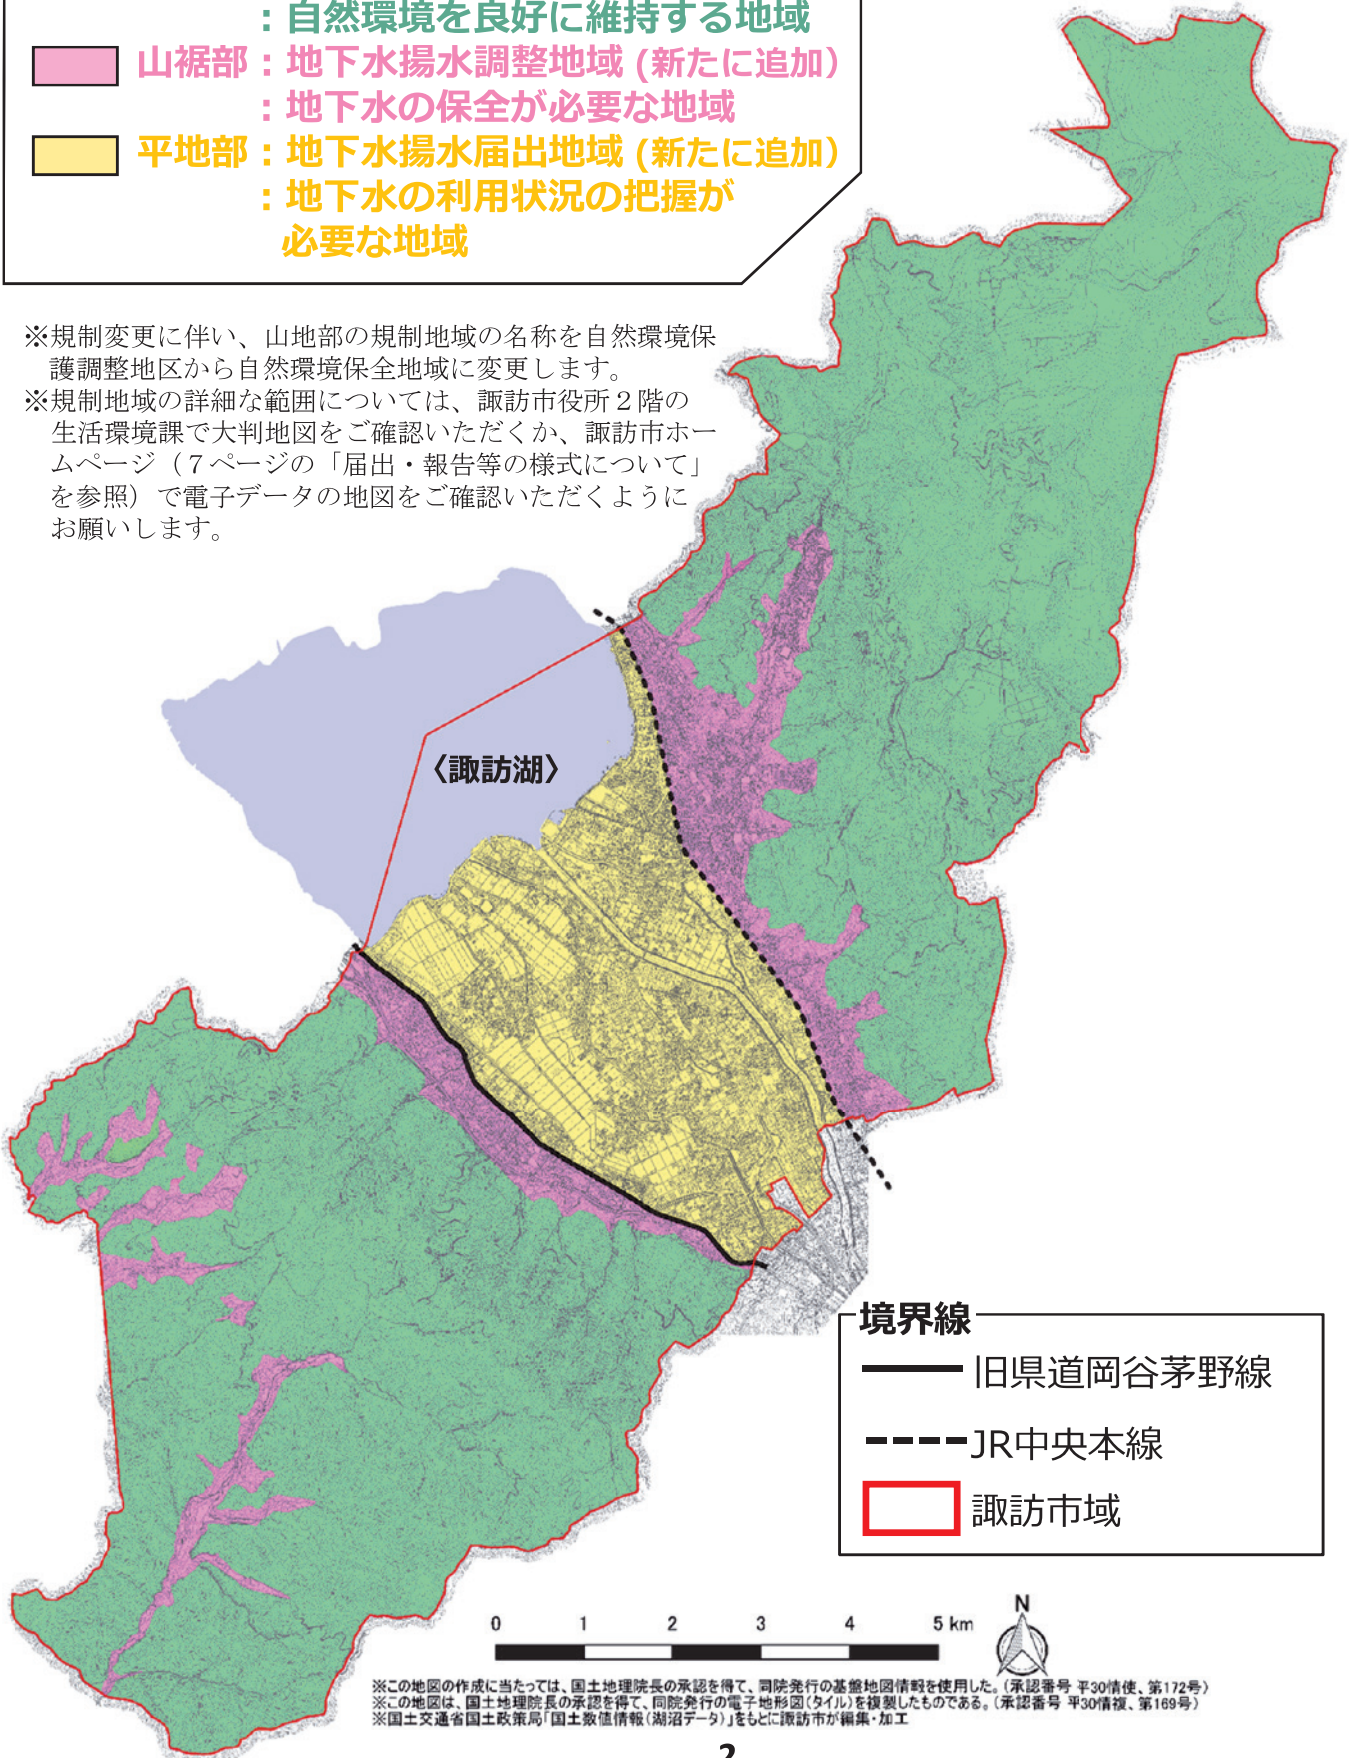 ：自然環境を良好に維持する地域
山裾部：地下水揚水調整地域 (新たに追加)
：地下水の保全が必要な地域
平地部：地下水揚水届出地域 (新たに追加)
：地下水の利用状況の把握が
必要な地域
※規制変更に伴い、山地部の規制地域の名称を自然環境保
護調整地区から自然環境保全地域に変更します。
※規制地域の詳細な範囲については、諏訪市役所２階の
生活環境課で大判地図をご確認いただくか、諏訪市ホー
ムページ（７ページの「届出・報告等の様式について」
を参照）で電子データの地図をご確認いただくように
お願いします。
〈諏訪湖〉
境界線
旧県道岡谷茅野線
JR中央本線
諏訪市域
0 1 2 3 4 5 km
N
※この地図の作成に当たっては、国土地理院長の承認を得て、同院発行の基盤地図情報を使用した。(承認番号 平30情使、第172号)
※この地図は、国土地理院長の承認を得て、同院発行の電子地形図(タイル)を複製したものである。(承認番号 平30情複、第169号)
※国土交通省国土政策局「国土数値情報(湖沼データ)」をもとに諏訪市が編集・加工
2